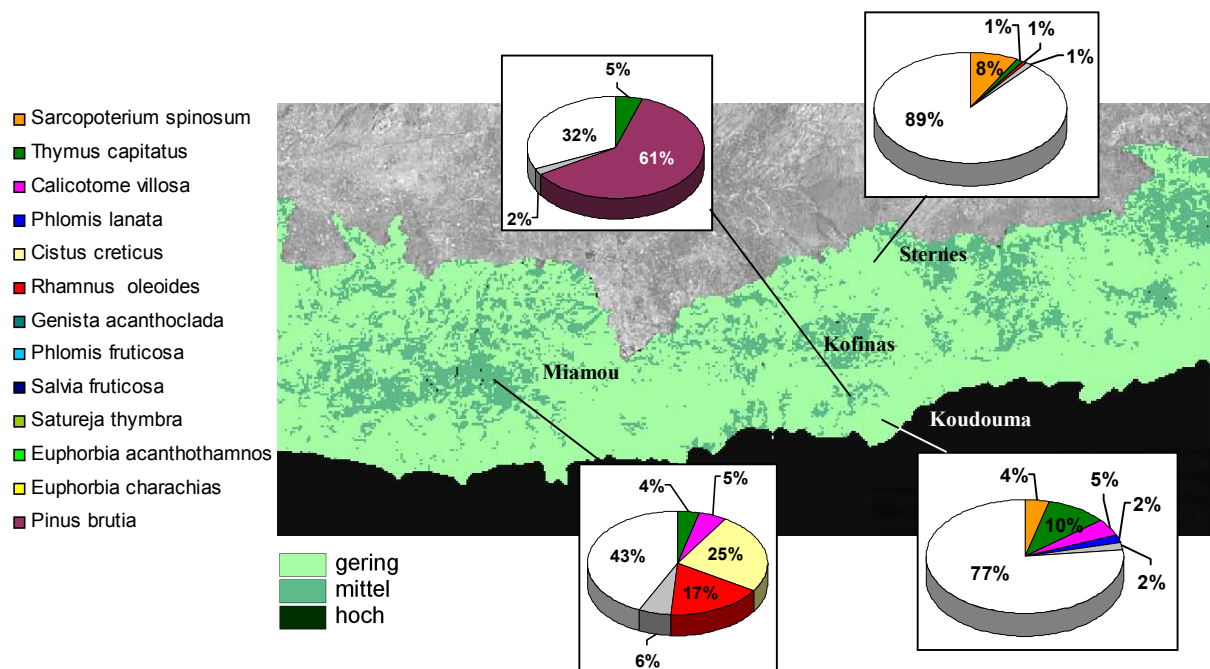 Sarcopoterium spinosum
Thymus capitatus
Calicotome villosa
Phlomis lanata
Cistus creticus
Rhamnus oleoides
Genista acanthoclada
Phlomis fruticosa
Salvia fruticosa
Satureja thymbra
Euphorbia acanthothamnos
Euphorbia charachias
Pinus brutia
5%
32%
61%
2%
1%
1%
1%
8%
89%
Sternes
Kofinas
Miamou
Koudouma
4%
5%
43%
25%
17%
6%
4%
5%
10%
2%
77%
2%
gering
mittel
hoch